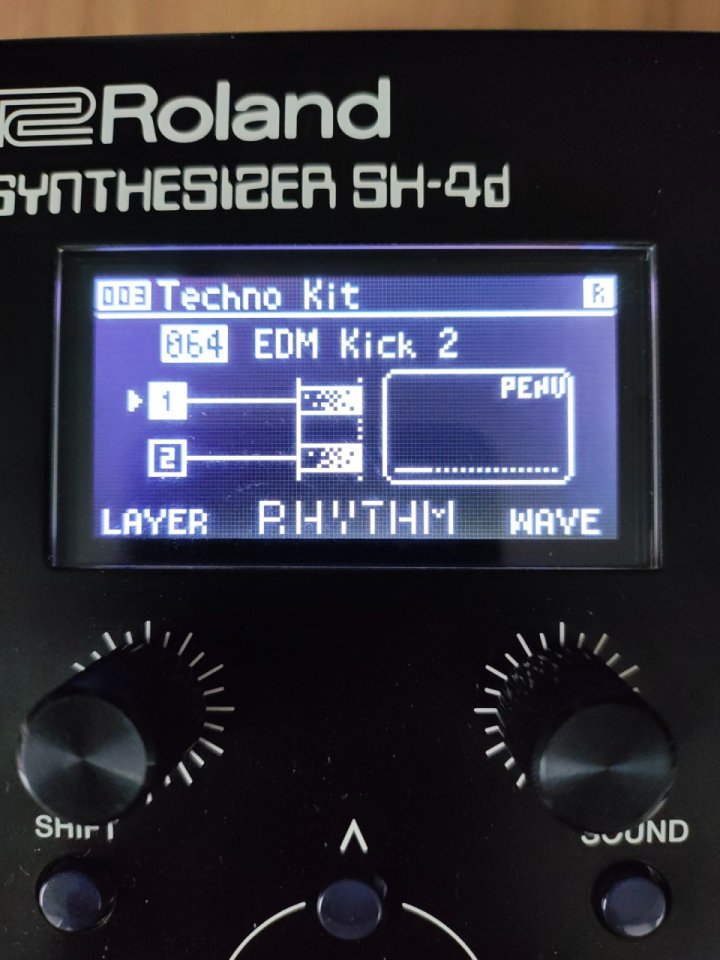 Roland
SYNTHESIZER SH-4d
003 Techno Kit R
064 EDM Kick 2
1
PENV
2
LAYER RHYTHM WAVE
SHIFT SOUND